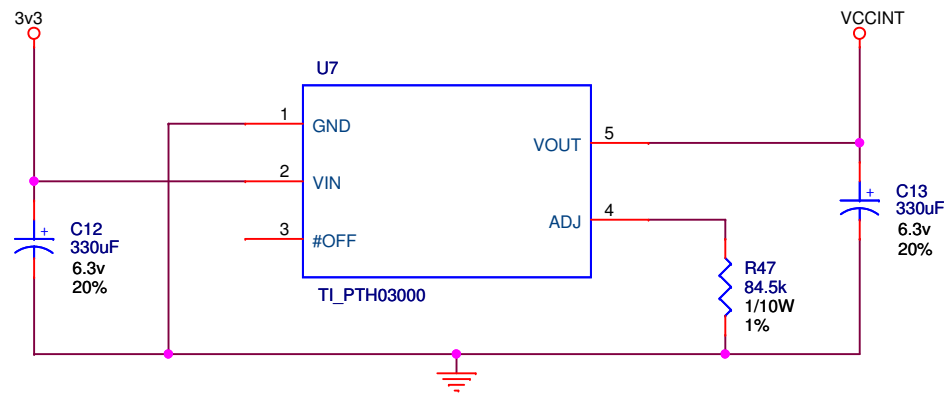 3v3
VCCINT
U7
1
GND
2
VIN
3
#OFF
VOUT
5
ADJ
4
TI_PTH03000
+
C12
330uF
6.3v
20%
+
C13
330uF
6.3v
20%
R47
84.5k
1/10W
1%